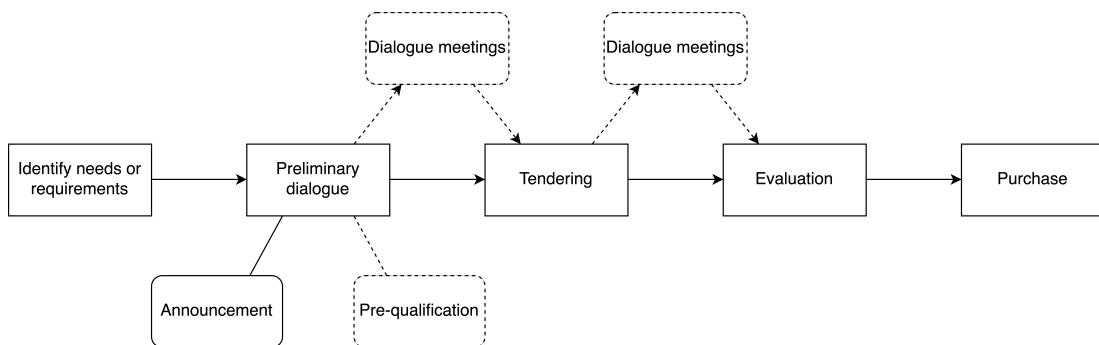 Dialogue meetings
Dialogue meetings
Identify needs or
requirements
Preliminary
dialogue
Tendering
Evaluation
Purchase
Announcement
Pre-qualification